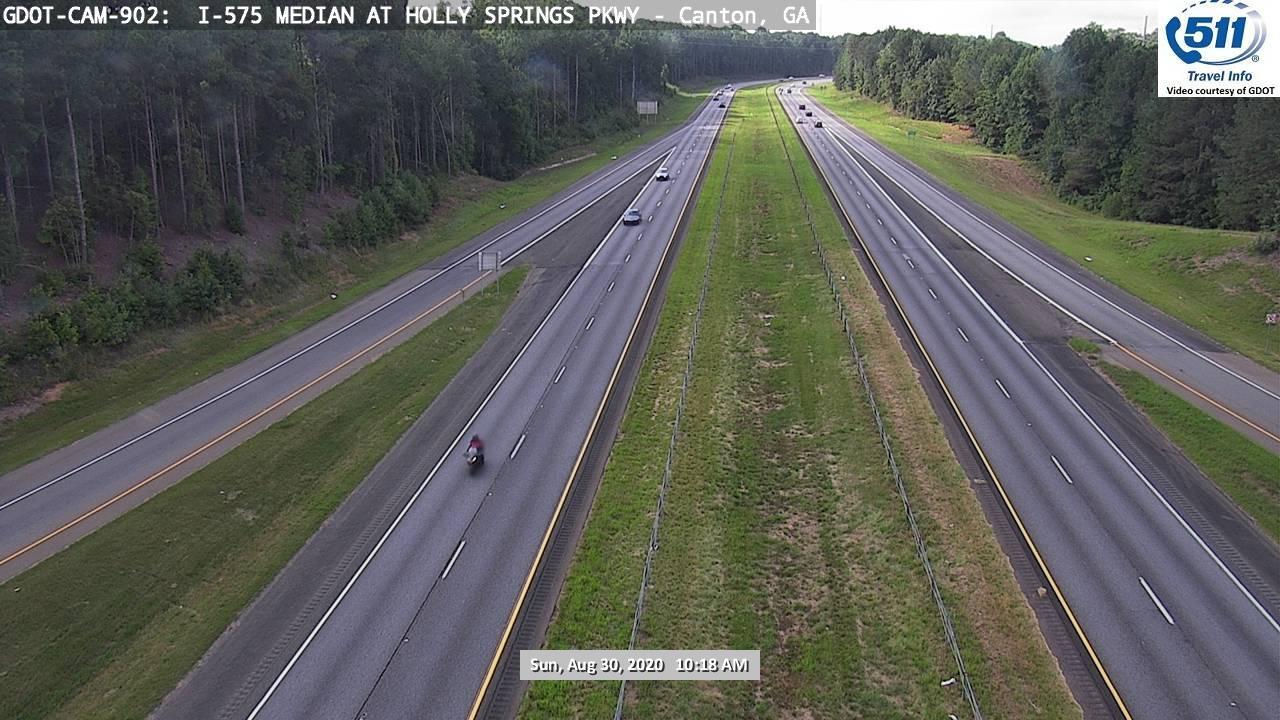 GDOT-CAM-902: I-575 MEDIAN AT HOLLY SPRINGS PKWY - Canton, GA
511
Travel Info
Video courtesy of GDOT
Sun, Aug 30, 2020 10:18 AM